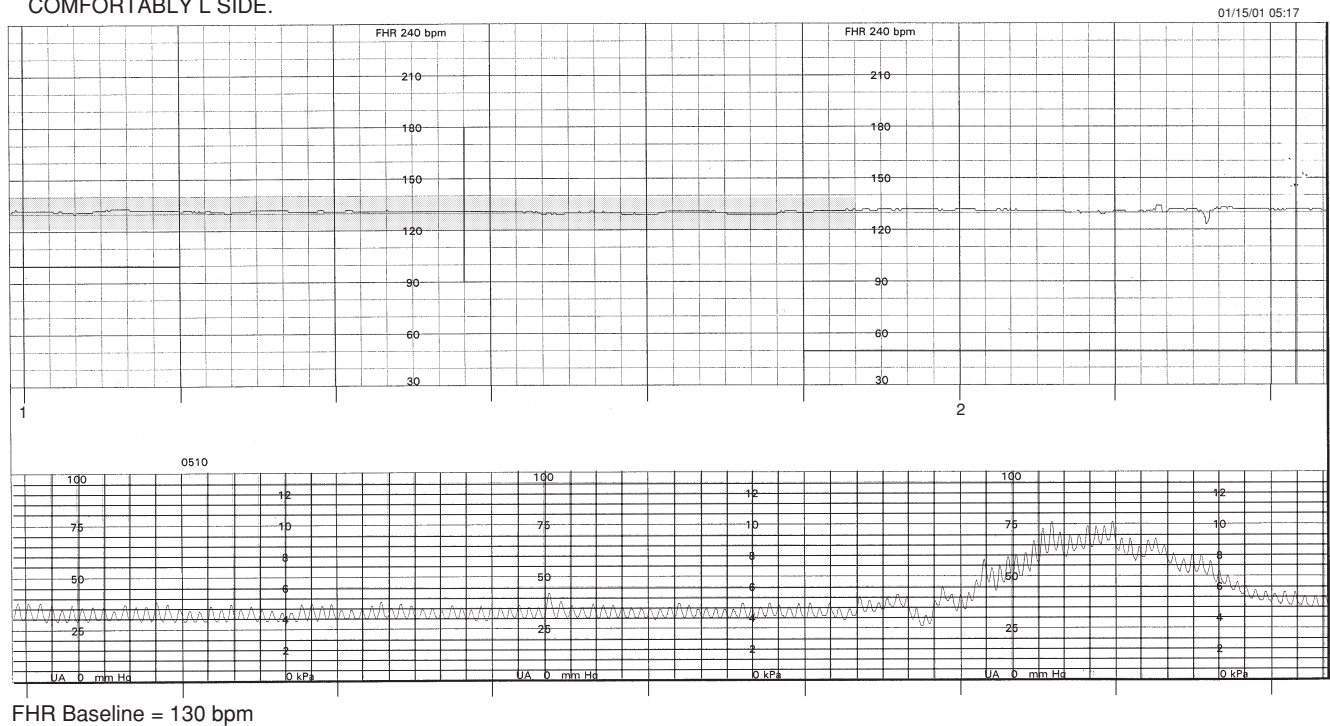 COMFORTABLY L SIDE.
01/15/01 05:17
FHR 240 bpm FHR 240 bpm
210 210
180 180
150 150
120 120
90 90
60 60
30 30
1 2
0510
100 100 100
12 12 12
75 10 75 10 75 10
8 8 8
50 50 50
6 6 6
4 4 4
25 25 25
2 2 2
UA 0 mm Hg 0 kPa UA 0 mm Hg 0 kPa UA 0 mm Hg 0 kPa
FHR Baseline = 130 bpm